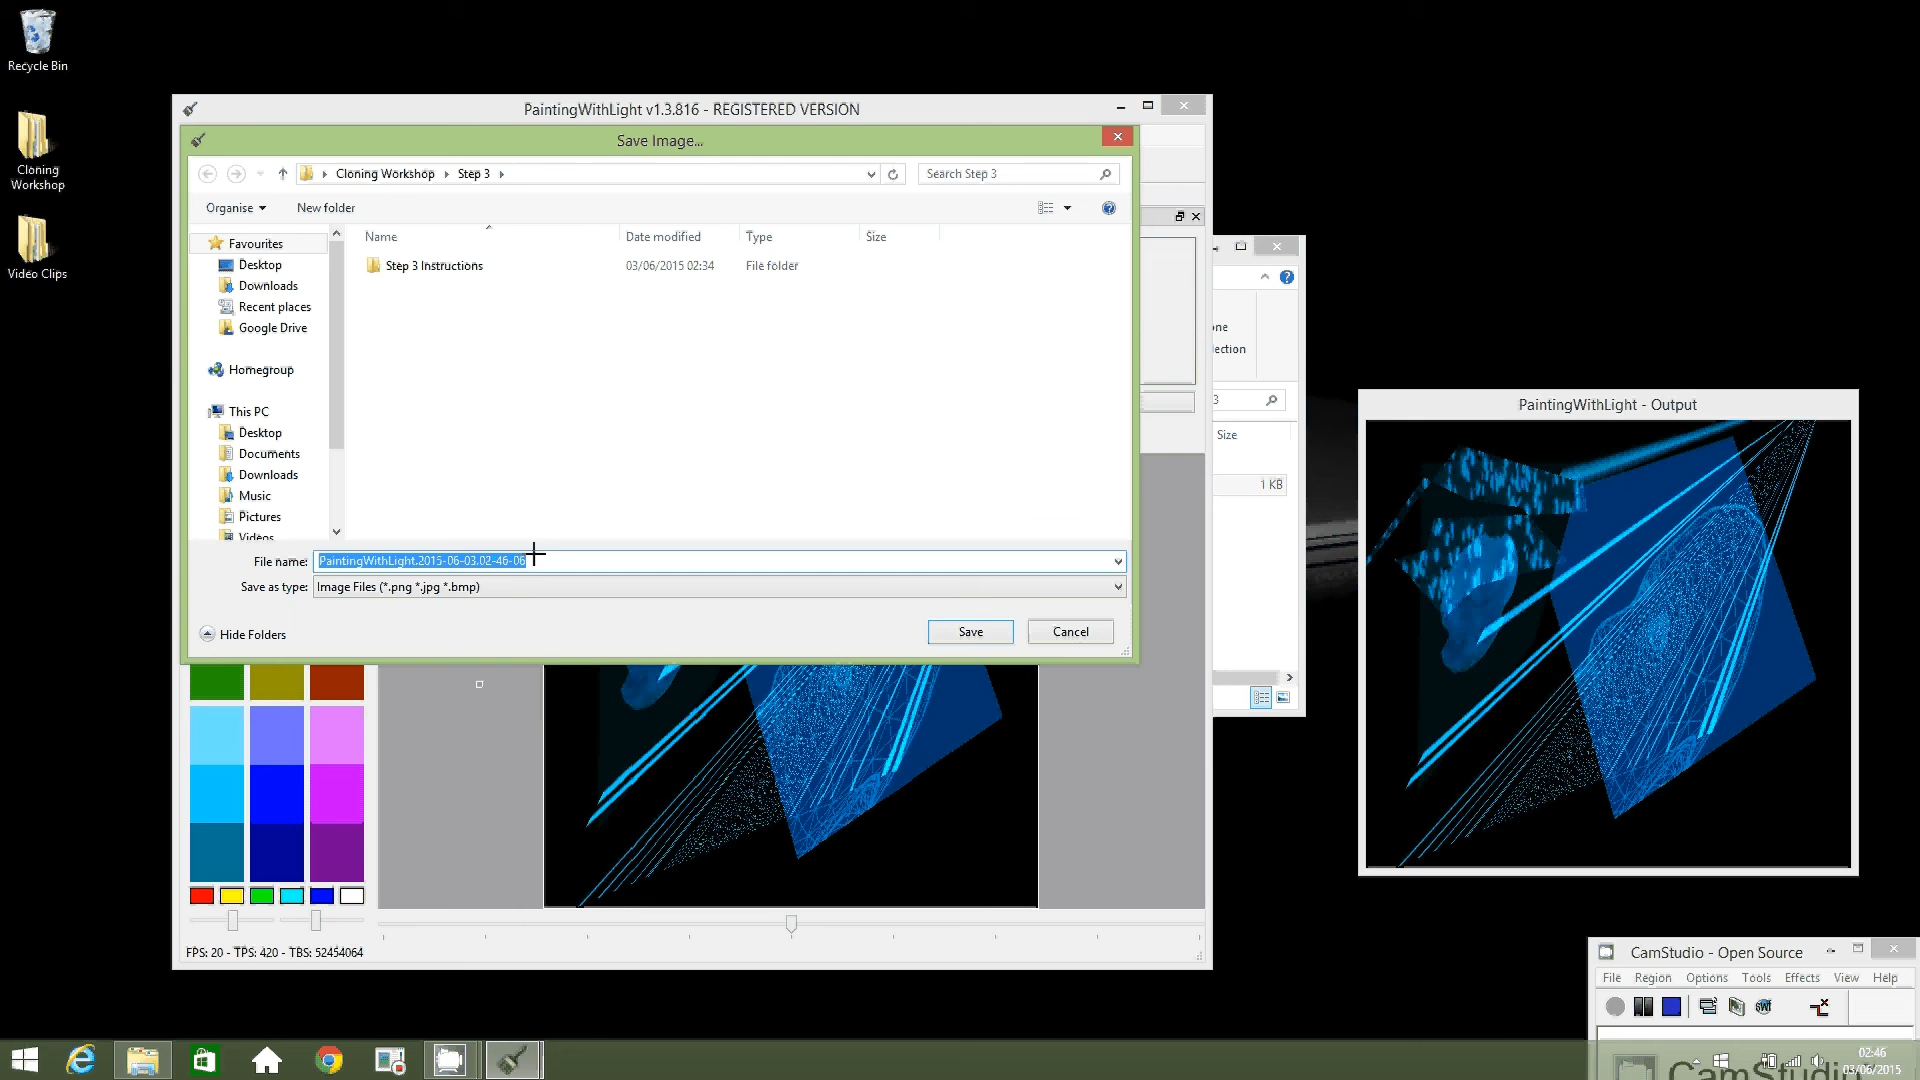 Recycle Bin
Cloning
Workshop
Video Clips
PaintingWithLight v1.3.816 - REGISTERED VERSION
Save Image...
Cloning Workshop
Step 3
Search Step 3
Organise
New folder
Name
Date modified
Type
Size
Step 3 Instructions
03/06/2015 02:34
File folder
Favourites
Desktop
Downloads
Recent places
Google Drive
Homegroup
This PC
Desktop
Documents
Downloads
Music
Pictures
Videos
File name:
PaintingWithLight.2015-06-03.02-46-06
Save as type:
Image Files (*.png *.jpg *.bmp)
Hide Folders
Save
Cancel
3
Size
1 KB
PaintingWithLight - Output
FPS: 20 - TPS: 420 - TBS: 52454064
CamStudio - Open Source
File Region Options Tools Effects View Help
SWF
02:46
03/06/2015